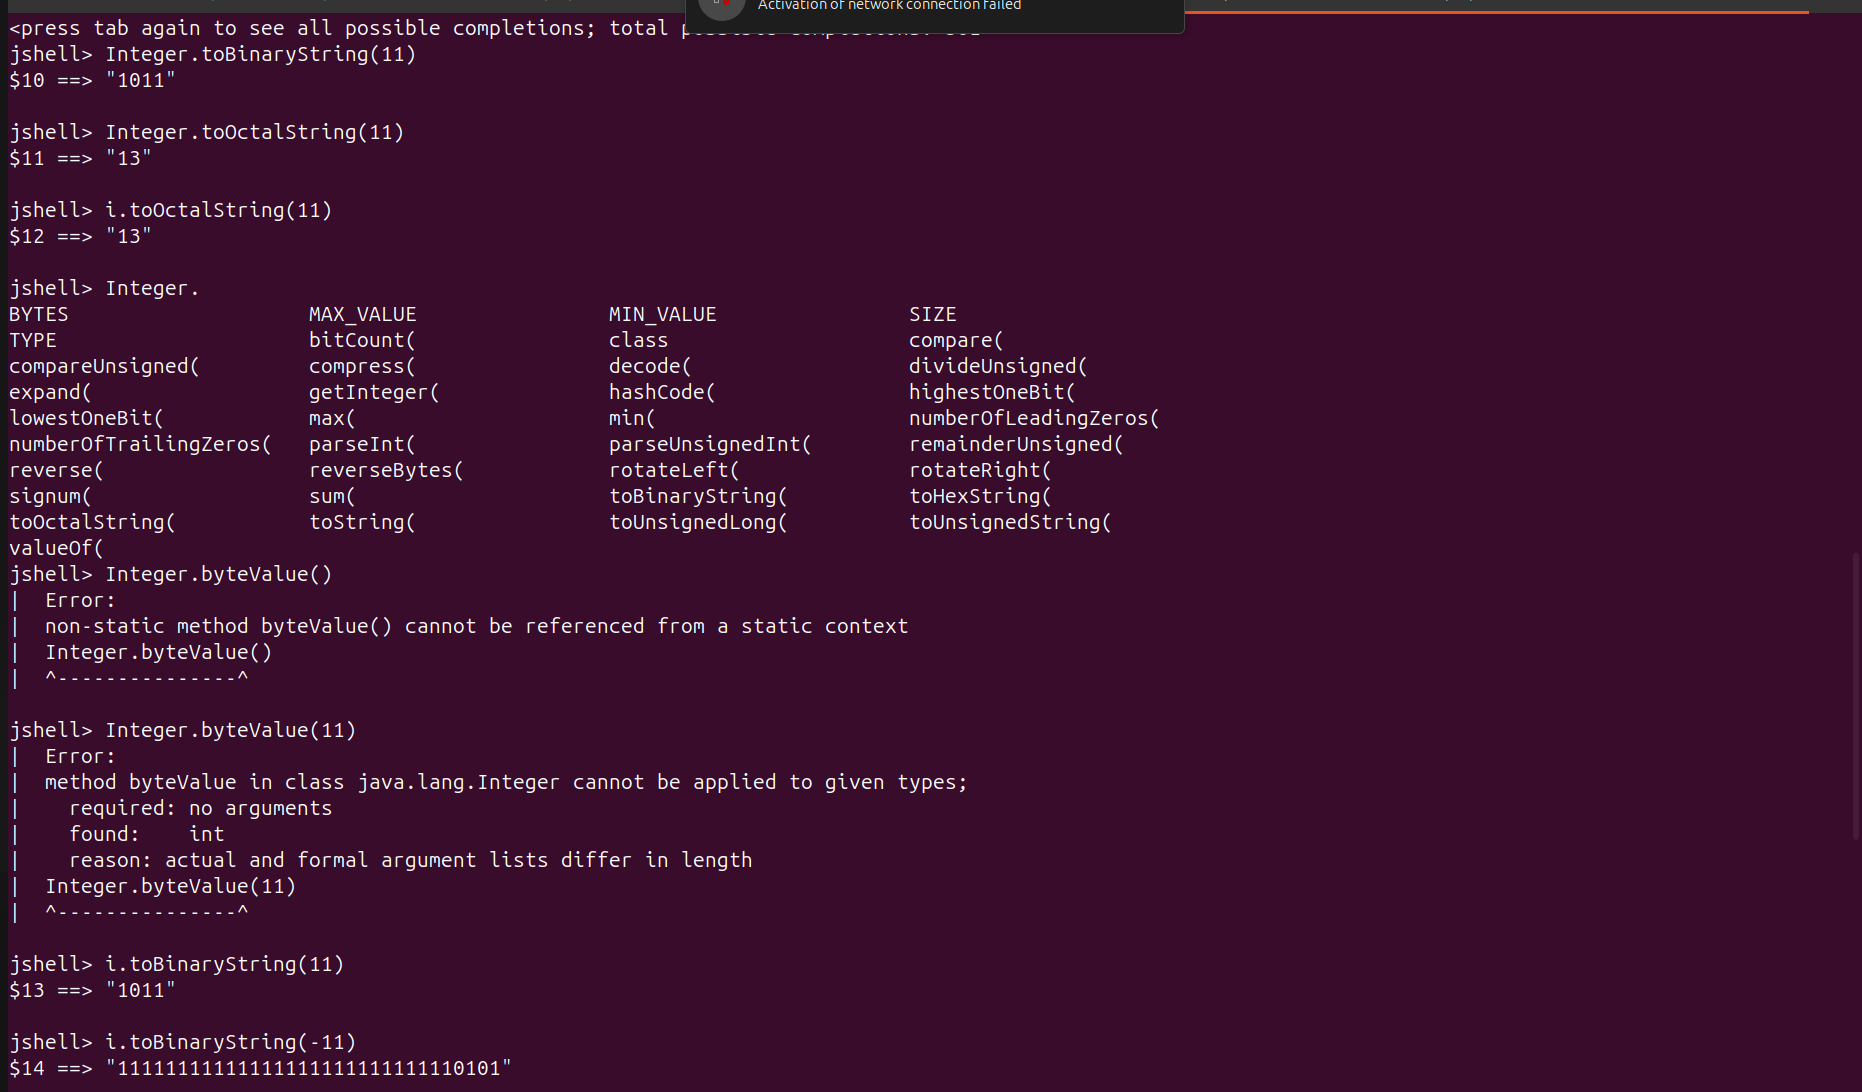 Activation of network connection failed
<press tab again to see all possible completions; total
jshell> Integer.toBinaryString(11)
$10 ==> "1011"
jshell> Integer.toOctalString(11)
$11 ==> "13"
jshell> i.toOctalString(11)
$12 ==> "13"
jshell> Integer.
BYTES MAX_VALUE MIN_VALUE SIZE
TYPE bitCount( class compare(
compareUnsigned( compress( decode( divideUnsigned(
expand( getInteger( hashCode( highestOneBit(
lowestOneBit( max( min( numberOfLeadingZeros(
numberOfTrailingZeros( parseInt( parseUnsignedInt( remainderUnsigned(
reverse( reverseBytes( rotateLeft( rotateRight(
signum( sum( toBinaryString( toHexString(
toOctalString( toString( toUnsignedLong( toUnsignedString(
valueOf(
jshell> Integer.byteValue()
| Error:
| non-static method byteValue() cannot be referenced from a static context
| Integer.byteValue()
| ^---------------^
jshell> Integer.byteValue(11)
| Error:
| method byteValue in class java.lang.Integer cannot be applied to given types;
| required: no arguments
| found: int
| reason: actual and formal argument lists differ in length
| Integer.byteValue(11)
| ^---------------^
jshell> i.toBinaryString(11)
$13 ==> "1011"
jshell> i.toBinaryString(-11)
$14 ==> "11111111111111111111111111110101"